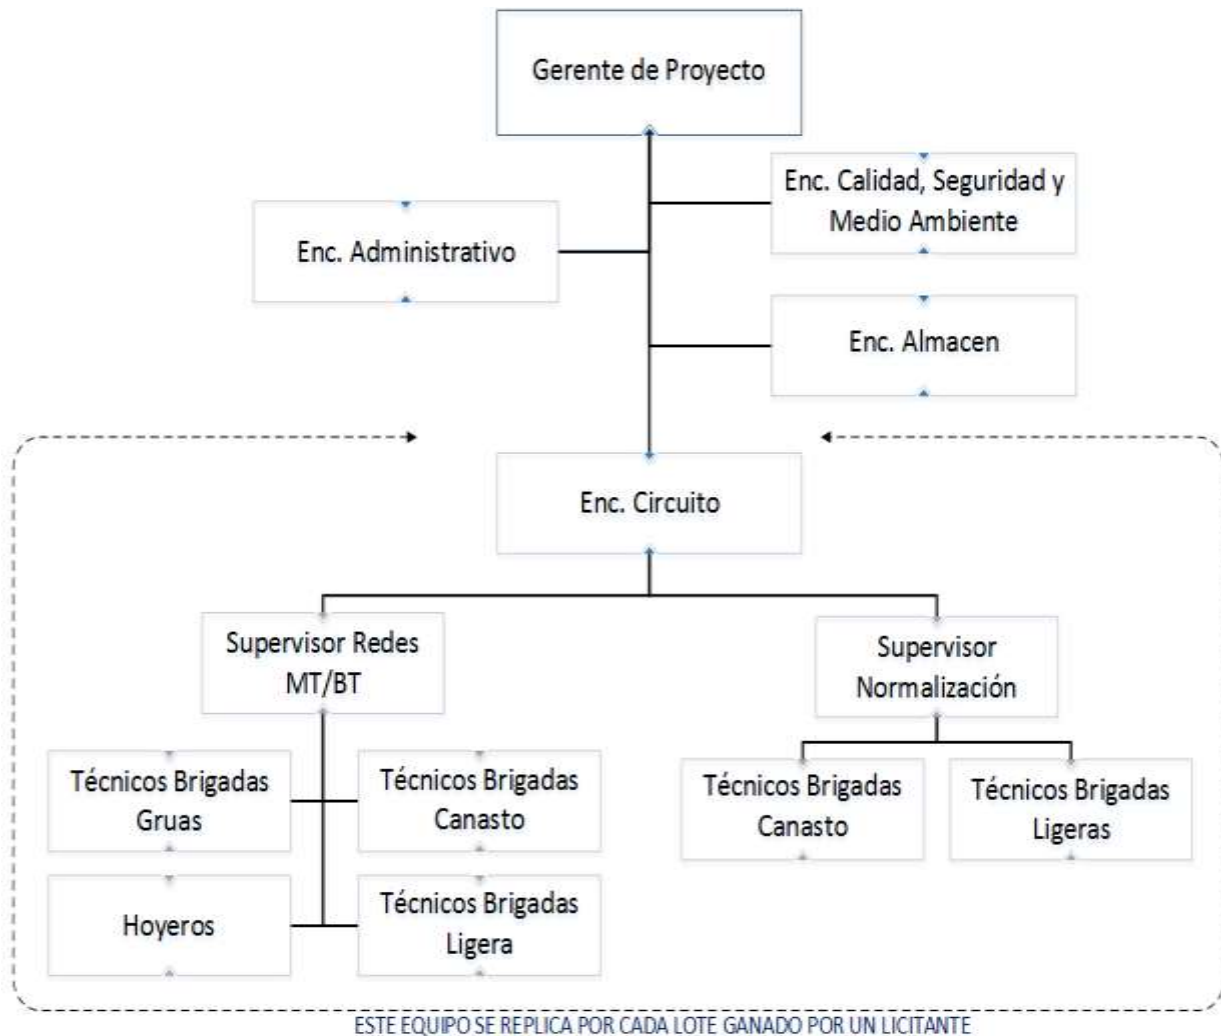 Gerente de Proyecto
Enc. Calidad, Seguridad y
Medio Ambiente
Enc. Administrativo
Enc. Almacen
Enc. Circuito
Supervisor Redes
MT/BT
Supervisor
Normalización
Técnicos Brigadas
Gruas
Técnicos Brigadas
Canasto
Técnicos Brigadas
Canasto
Técnicos Brigadas
Ligeras
Hoyeros
Técnicos Brigadas
Ligera
ESTE EQUIPO SE REPLICA POR CADA LOTE GANADO POR UN LICITANTE